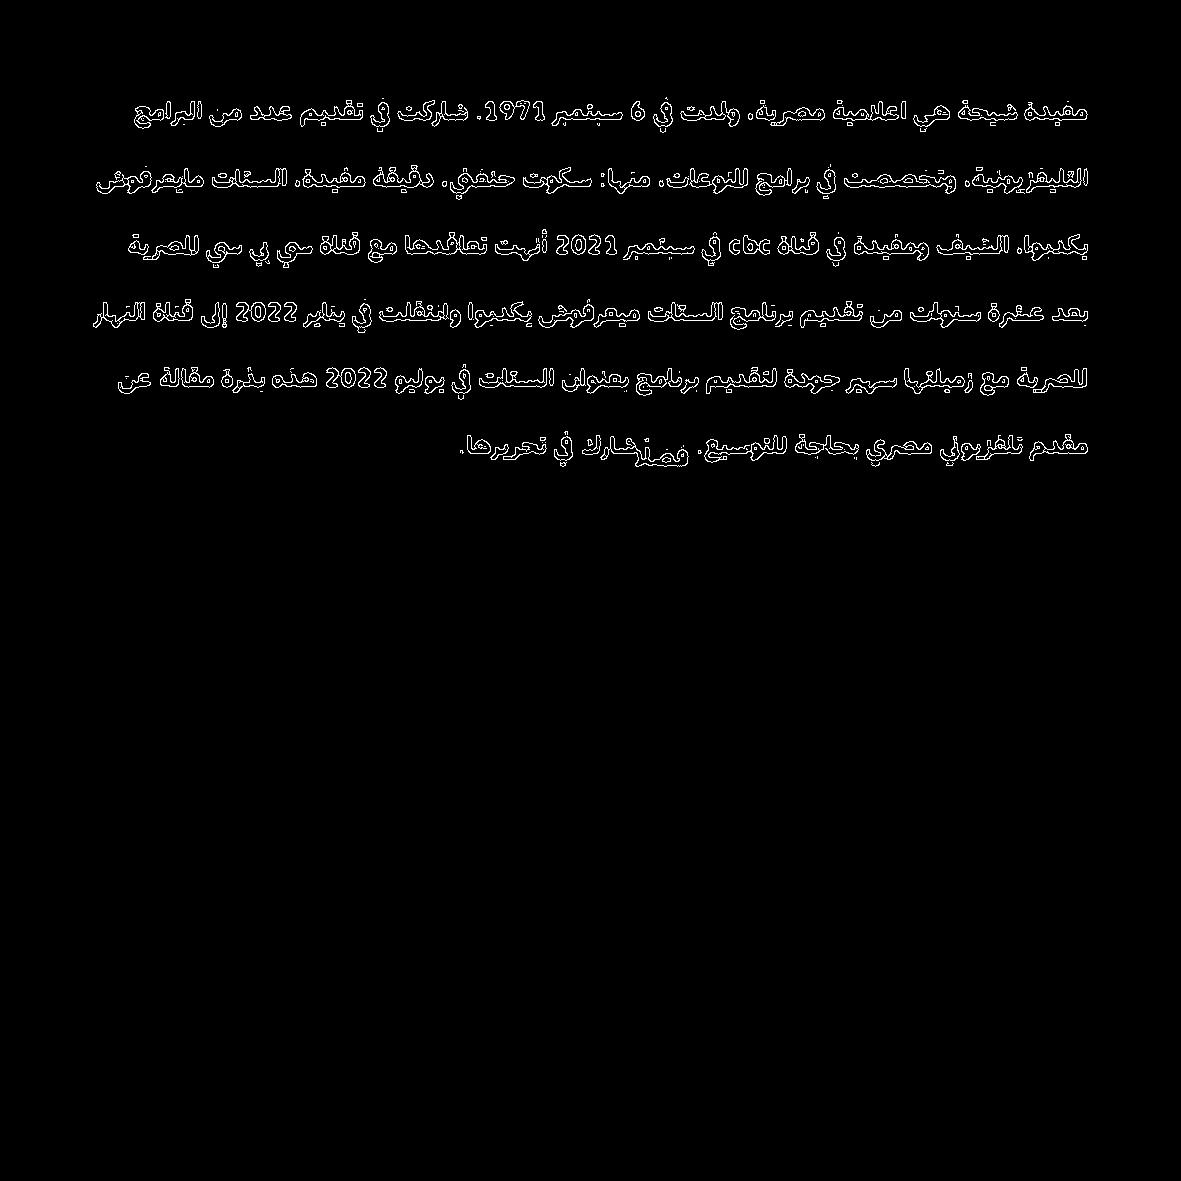 مفيدة شيحة هي اعلامية مصرية، ولدت في 6 سبتمبر 1971. شاركت في تقديم عدد من البرامج
التليفزيونية، وتخصصت في برامج المنوعات، منها: سكوت حنغني، دقيقة مفيدة، الستات مايعرفوش
يكدبوا، الشيف ومفيدة في قناة cbc في سبتمبر 2021 أنهت تعاقدها مع قناة سي بي سي المصرية
بعد عشرة سنوات من تقديم برنامج الستات ميعرفوش يكدبوا وانتقلت في يناير 2022 إلى قناة النهار
المصرية مع زميلتها سهير جودة لتقديم برنامج بعنوان الستات في يوليو 2022 هذه بذرة مقالة عن
مقدم تلفزيوني مصري بحاجة للتوسيع. فضلًا شارك في تحريرها.